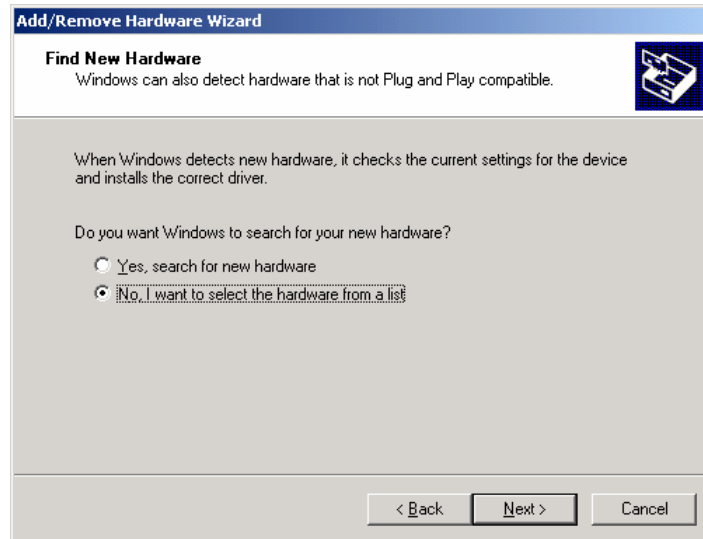 Add/Remove Hardware Wizard
Find New Hardware
Windows can also detect hardware that is not Plug and Play compatible.
When Windows detects new hardware, it checks the current settings for the device
and installs the correct driver.
Do you want Windows to search for your new hardware?
Yes, search for new hardware
No, I want to select the hardware from a list
< Back
Next >
Cancel